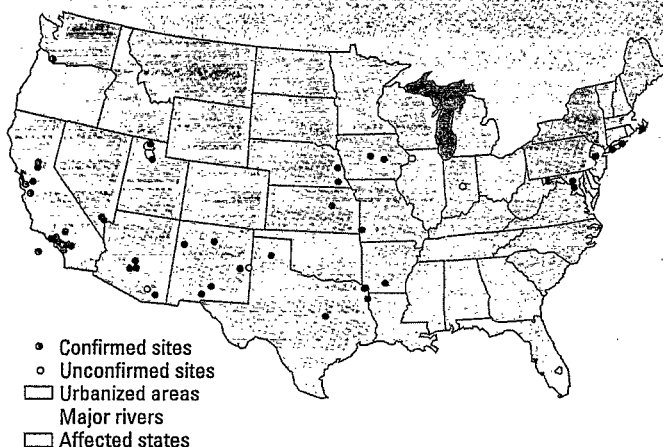 Confirmed sites
Unconfirmed sites
Urbanized areas
Major rivers
Affected states